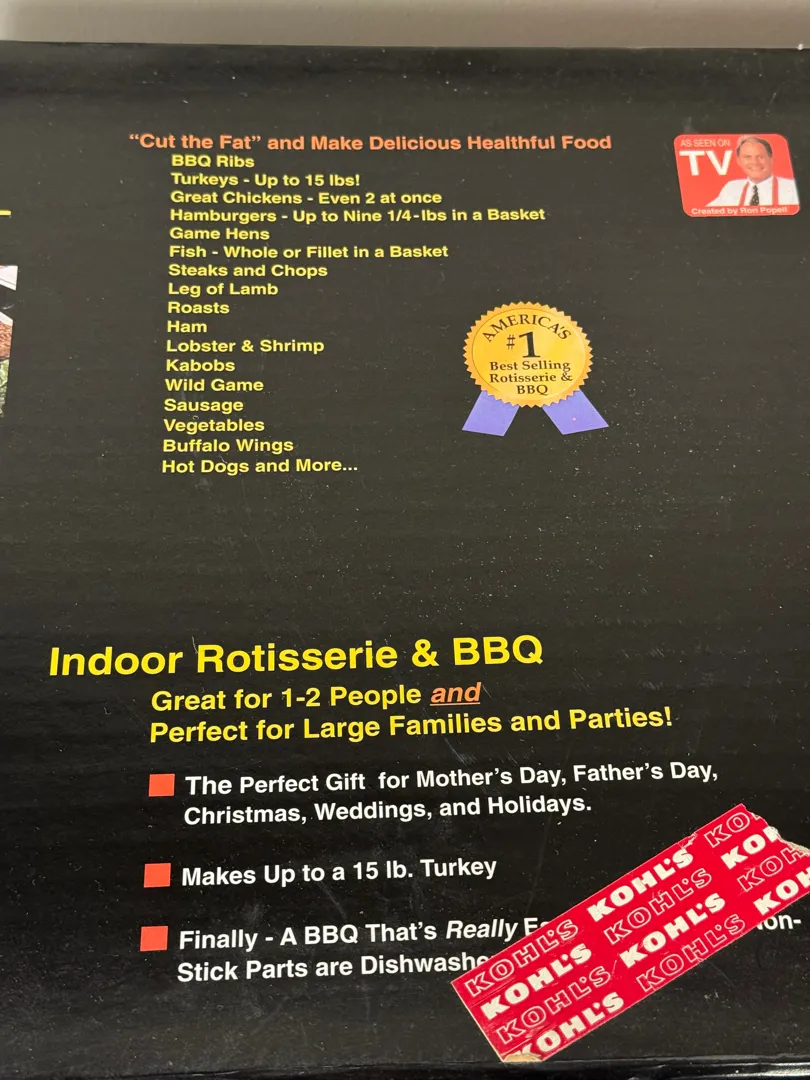 "Cut the Fat" and Make Delicious Healthful Food
BBQ Ribs
Turkeys - Up to 15 lbs!
Great Chickens - Even 2 at once
Hamburgers - Up to Nine 1/4-lbs in a Basket
Game Hens
Fish - Whole or Fillet in a Basket
Steaks and Chops
Leg of Lamb
Roasts
Ham
Lobster & Shrimp
Kabobs
Wild Game
Sausage
Vegetables
Buffalo Wings
Hot Dogs and More...
AS SEEN ON
TV
Created by Ron Popeil
AMERICA'S
#1
Best Selling
Rotisserie &
BBQ
Indoor Rotisserie & BBQ
Great for 1-2 People and
Perfect for Large Families and Parties!
The Perfect Gift for Mother's Day, Father's Day,
Christmas, Weddings, and Holidays.
Makes Up to a 15 lb. Turkey
Finally - A BBQ That's Really
Stick Parts are
KOHL'S KOHL'S
KOHL'S KOHL'S
KOHL'S KOHL'S
KOHL'S KOHL'S